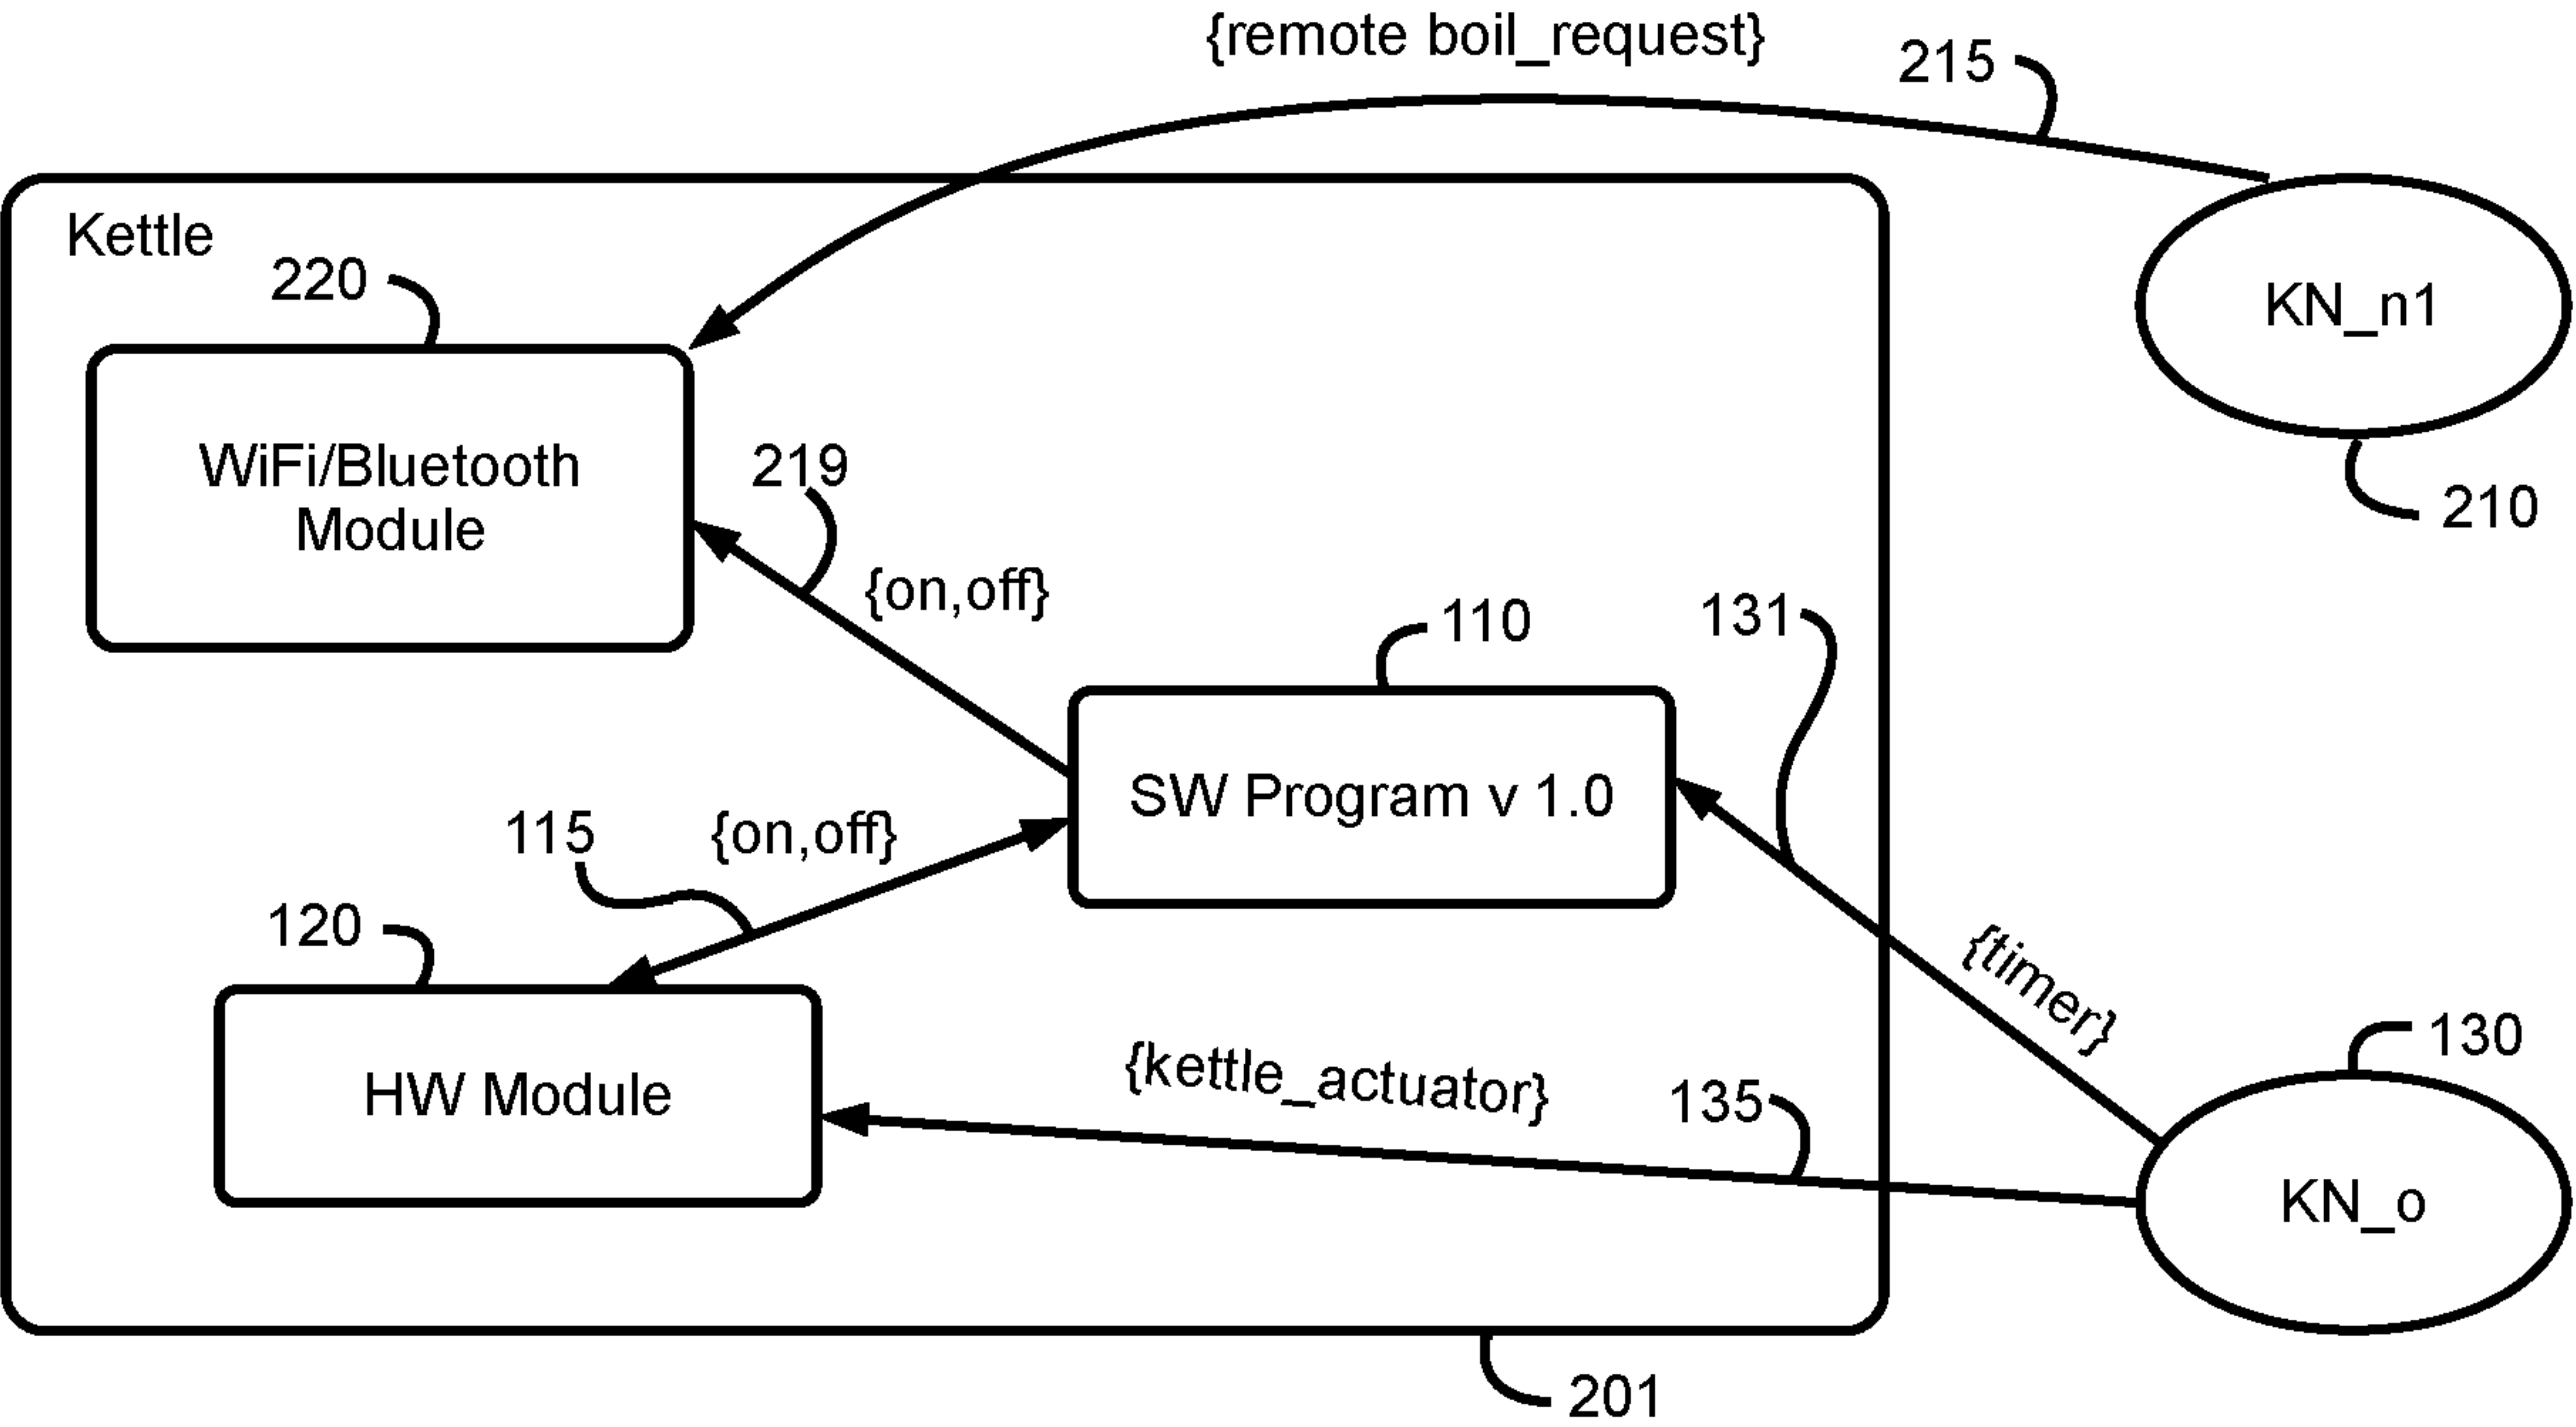 {remote boil_request}
215
Kettle
220
KN_n1
WiFi/Bluetooth
Module
219
210
{on,off}
110
131
SW Program v 1.0
115
{on,off}
120
{timer}
130
HW Module
{kettle_actuator}
135
KN_o
201